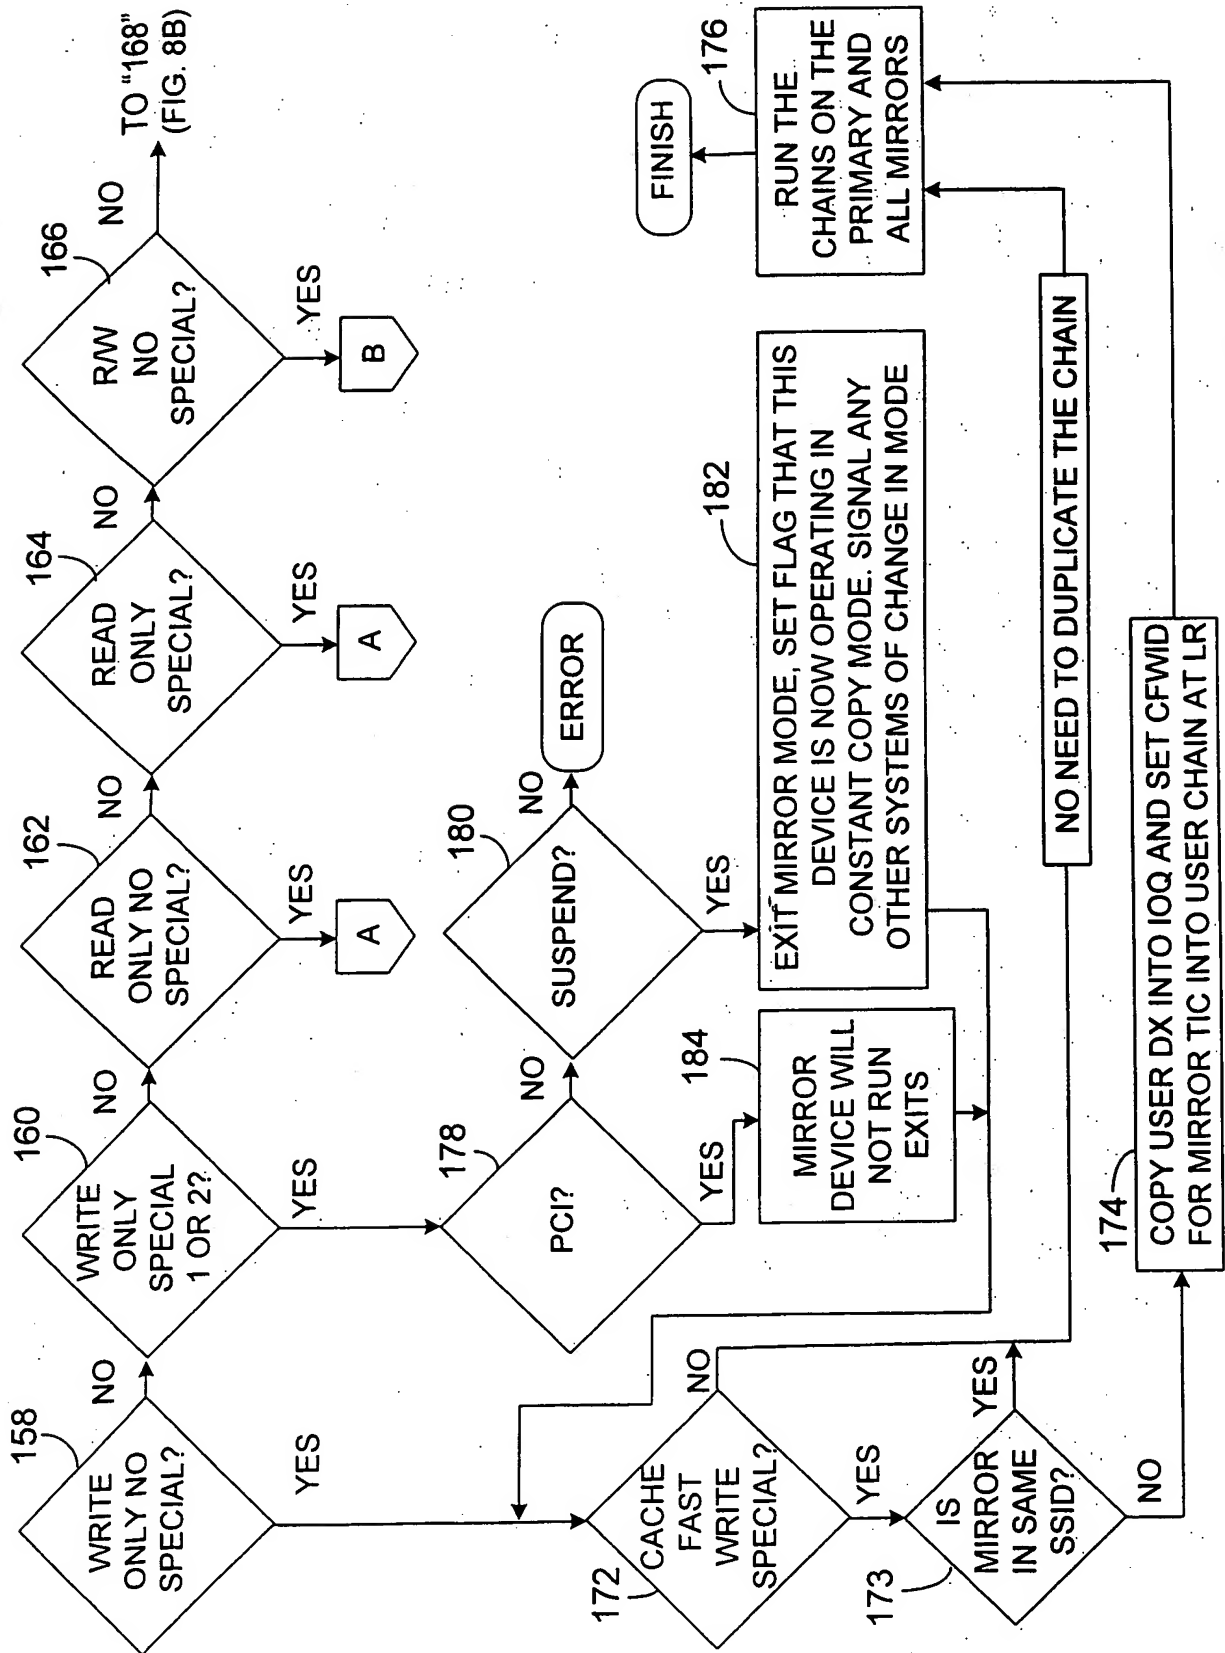 158
WRITE
ONLY NO
SPECIAL?
NO
YES
160
WRITE
ONLY
SPECIAL
1 OR 2?
NO
YES
162
READ
ONLY NO
SPECIAL?
NO
YES
A
164
READ
ONLY
SPECIAL?
NO
YES
A
166
R/W
NO
SPECIAL?
NO
YES
B
TO "168"
(FIG. 8B)
178
PCI?
NO
YES
180
SUSPEND?
NO
YES
ERROR
184
MIRROR
DEVICE WILL
NOT RUN
EXITS
182
EXIT MIRROR MODE, SET FLAG THAT THIS
DEVICE IS NOW OPERATING IN
CONSTANT COPY MODE. SIGNAL ANY
OTHER SYSTEMS OF CHANGE IN MODE
172
CACHE
FAST
WRITE
SPECIAL?
NO
YES
173
IS
MIRROR
IN SAME
SSID?
YES
NO
NO NEED TO DUPLICATE THE CHAIN
174
COPY USER DX INTO IOQ AND SET CFWID
FOR MIRROR TIC INTO USER CHAIN AT LR
176
RUN THE
CHAINS ON THE
PRIMARY AND
ALL MIRRORS
FINISH